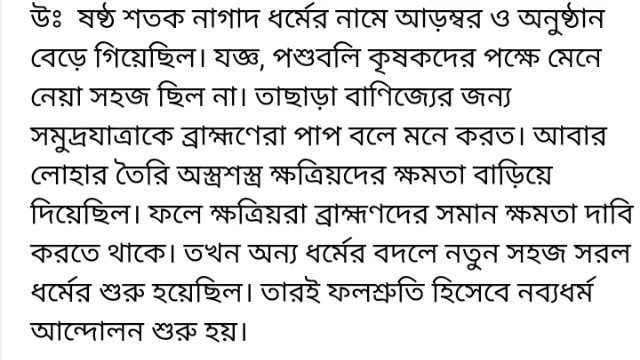 উঃ ষষ্ঠ শতক নাগাদ ধর্মের নামে আড়ম্বর ও অনুষ্ঠান
বেড়ে গিয়েছিল। যজ্ঞ, পশুবলি কৃষকদের পক্ষে মেনে
নেয়া সহজ ছিল না। তাছাড়া বাণিজ্যের জন্য
সমুদ্রযাত্রাকে ব্রাহ্মণেরা পাপ বলে মনে করত। আবার
লোহার তৈরি অস্ত্রশস্ত্র ক্ষত্রিয়দের ক্ষমতা বাড়িয়ে
দিয়েছিল। ফলে ক্ষত্রিয়রা ব্রাহ্মণদের সমান ক্ষমতা দাবি
করতে থাকে। তখন অন্য ধর্মের বদলে নতুন সহজ সরল
ধর্মের শুরু হয়েছিল। তারই ফলশ্রুতি হিসেবে নব্যধর্ম
আন্দোলন শুরু হয়।